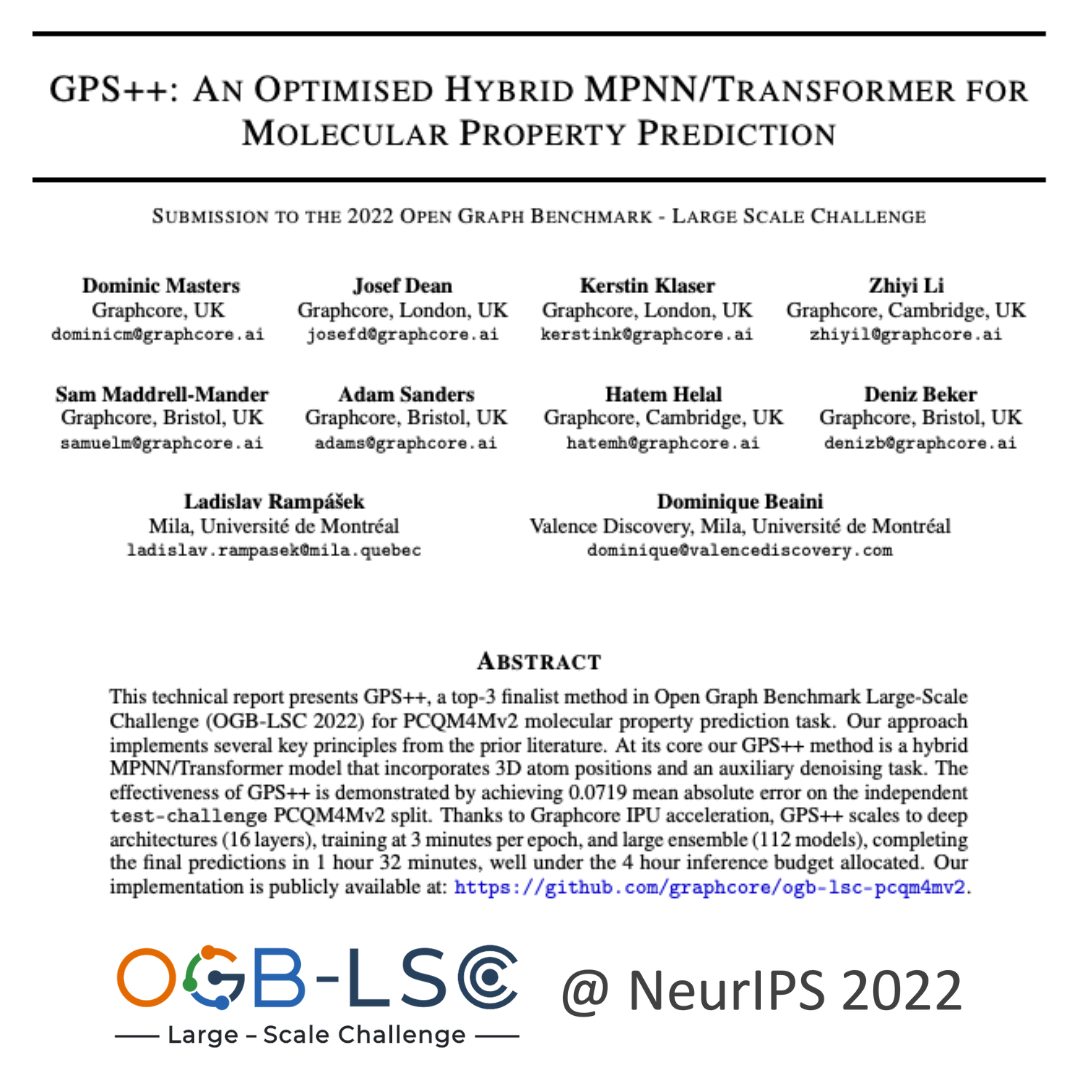 GPS++: AN OPTIMISED HYBRID MPNN/TRANSFORMER FOR
MOLECULAR PROPERTY PREDICTION
SUBMISSION TO THE 2022 OPEN GRAPH BENCHMARK - LARGE SCALE CHALLENGE
Dominic Masters
Graphcore, UK
dominicm@graphcore.ai
Josef Dean
Graphcore, London, UK
josefd@graphcore.ai
Kerstin Klaser
Graphcore, London, UK
kerstink@graphcore.ai
Zhiyi Li
Graphcore, Cambridge, UK
zhiyil@graphcore.ai
Sam Maddrell-Mander
Graphcore, Bristol, UK
samuelm@graphcore.ai
Adam Sanders
Graphcore, Bristol, UK
adams@graphcore.ai
Hatem Helal
Graphcore, Cambridge, UK
hatemh@graphcore.ai
Deniz Beker
Graphcore, Bristol, UK
denizb@graphcore.ai
Ladislav Rampášek
Mila, Université de Montréal
ladislav.rampasek@mila.quebec
Dominique Beaini
Valence Discovery, Mila, Université de Montréal
dominique@valencediscovery.com
ABSTRACT
This technical report presents GPS++, a top-3 finalist method in Open Graph Benchmark Large-Scale
Challenge (OGB-LSC 2022) for PCQM4Mv2 molecular property prediction task. Our approach
implements several key principles from the prior literature. At its core our GPS++ method is a hybrid
MPNN/Transformer model that incorporates 3D atom positions and an auxiliary denoising task. The
effectiveness of GPS++ is demonstrated by achieving 0.0719 mean absolute error on the independent
test-challenge PCQM4Mv2 split. Thanks to Graphcore IPU acceleration, GPS++ scales to deep
architectures (16 layers), training at 3 minutes per epoch, and large ensemble (112 models), completing
the final predictions in 1 hour 32 minutes, well under the 4 hour inference budget allocated. Our
implementation is publicly available at: https://github.com/graphcore/ogb-lsc-pcqm4mv2.
OGB-LSC @ NeurIPS 2022
Large - Scale Challenge